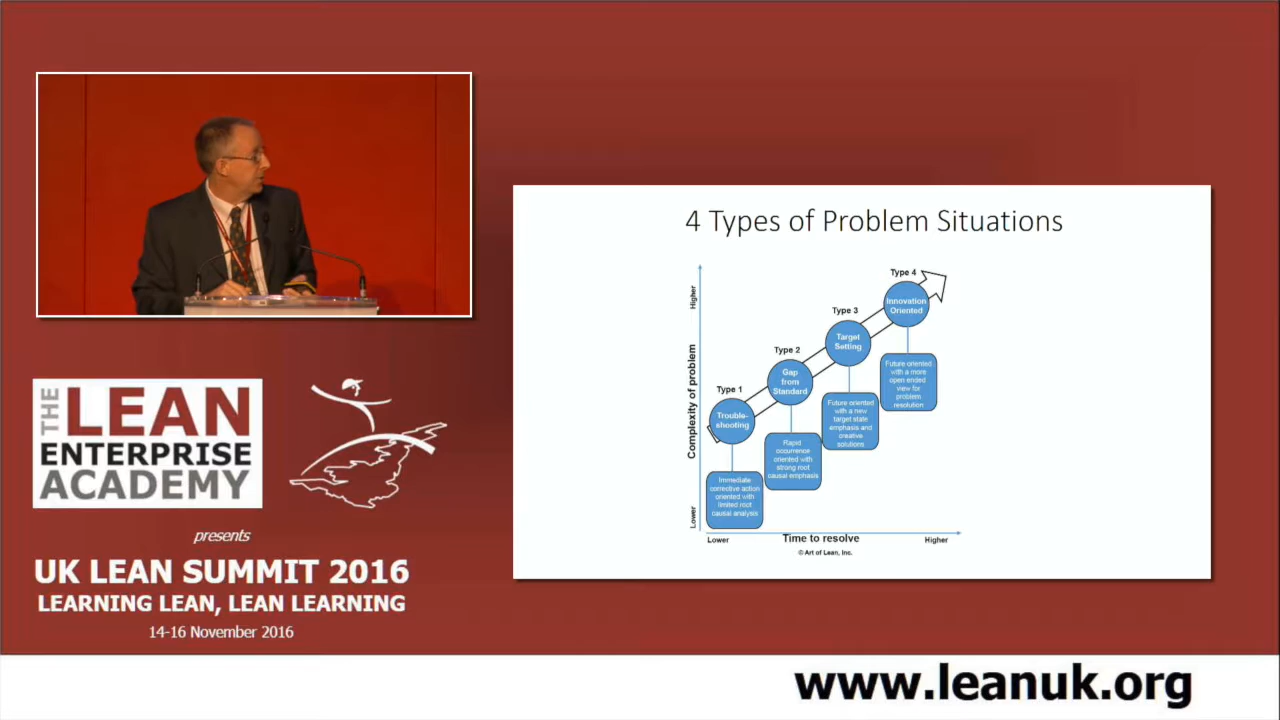 THE
LEAN
ENTERPRISE
ACADEMY
presents
UK LEAN SUMMIT 2016
LEARNING LEAN, LEAN LEARNING
14-16 November 2016
4 Types of Problem Situations
Complexity of problem
Higher
Lower
Type 1
Trouble-
shooting
Immediate
corrective action
oriented with
limited root
causal analysis
Type 2
Gap
from
Standard
Rapid
occurrence
oriented with
strong root
causal emphasis
Type 3
Target
Setting
Future oriented
with a new
target state
emphasis and
creative
solutions
Type 4
Innovation
Oriented
Future oriented
with a more
open ended
view for
problem
resolution
Lower
Time to resolve
Higher
© Art of Lean, Inc.
www.leanuk.org